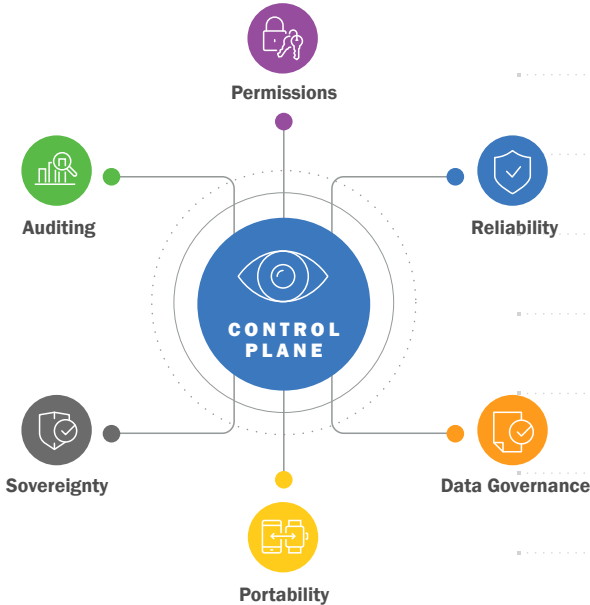 Permissions
Auditing
Reliability
CONTROL
PLANE
Sovereignty
Data Governance
Portability